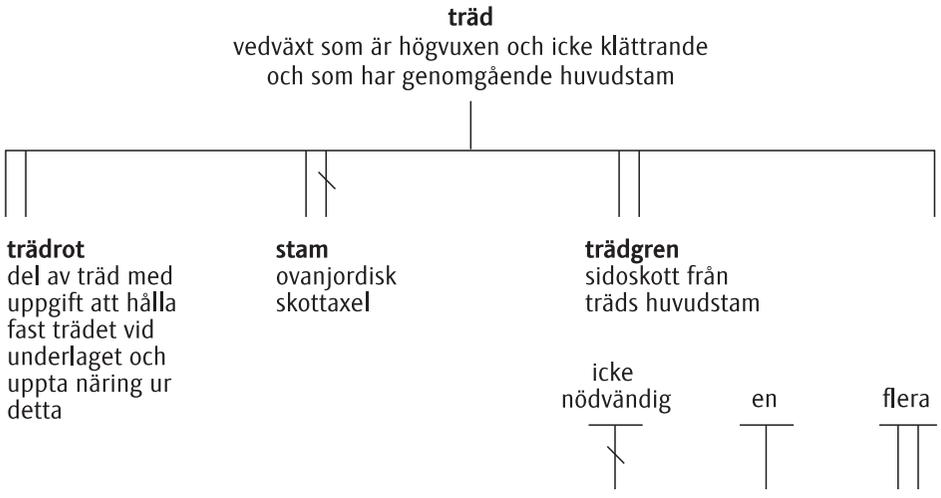 träd
vedväxt som är högvuxen och icke klättrande
och som har genomgående huvudstam
trädrot
del av träd med
uppgift att hålla
fast trädet vid
underlaget och
uppta näring ur
detta
stam
ovanjordisk
skottaxel
trädgren
sidoskott från
träds huvudstam
icke
nödvändig
en
flera